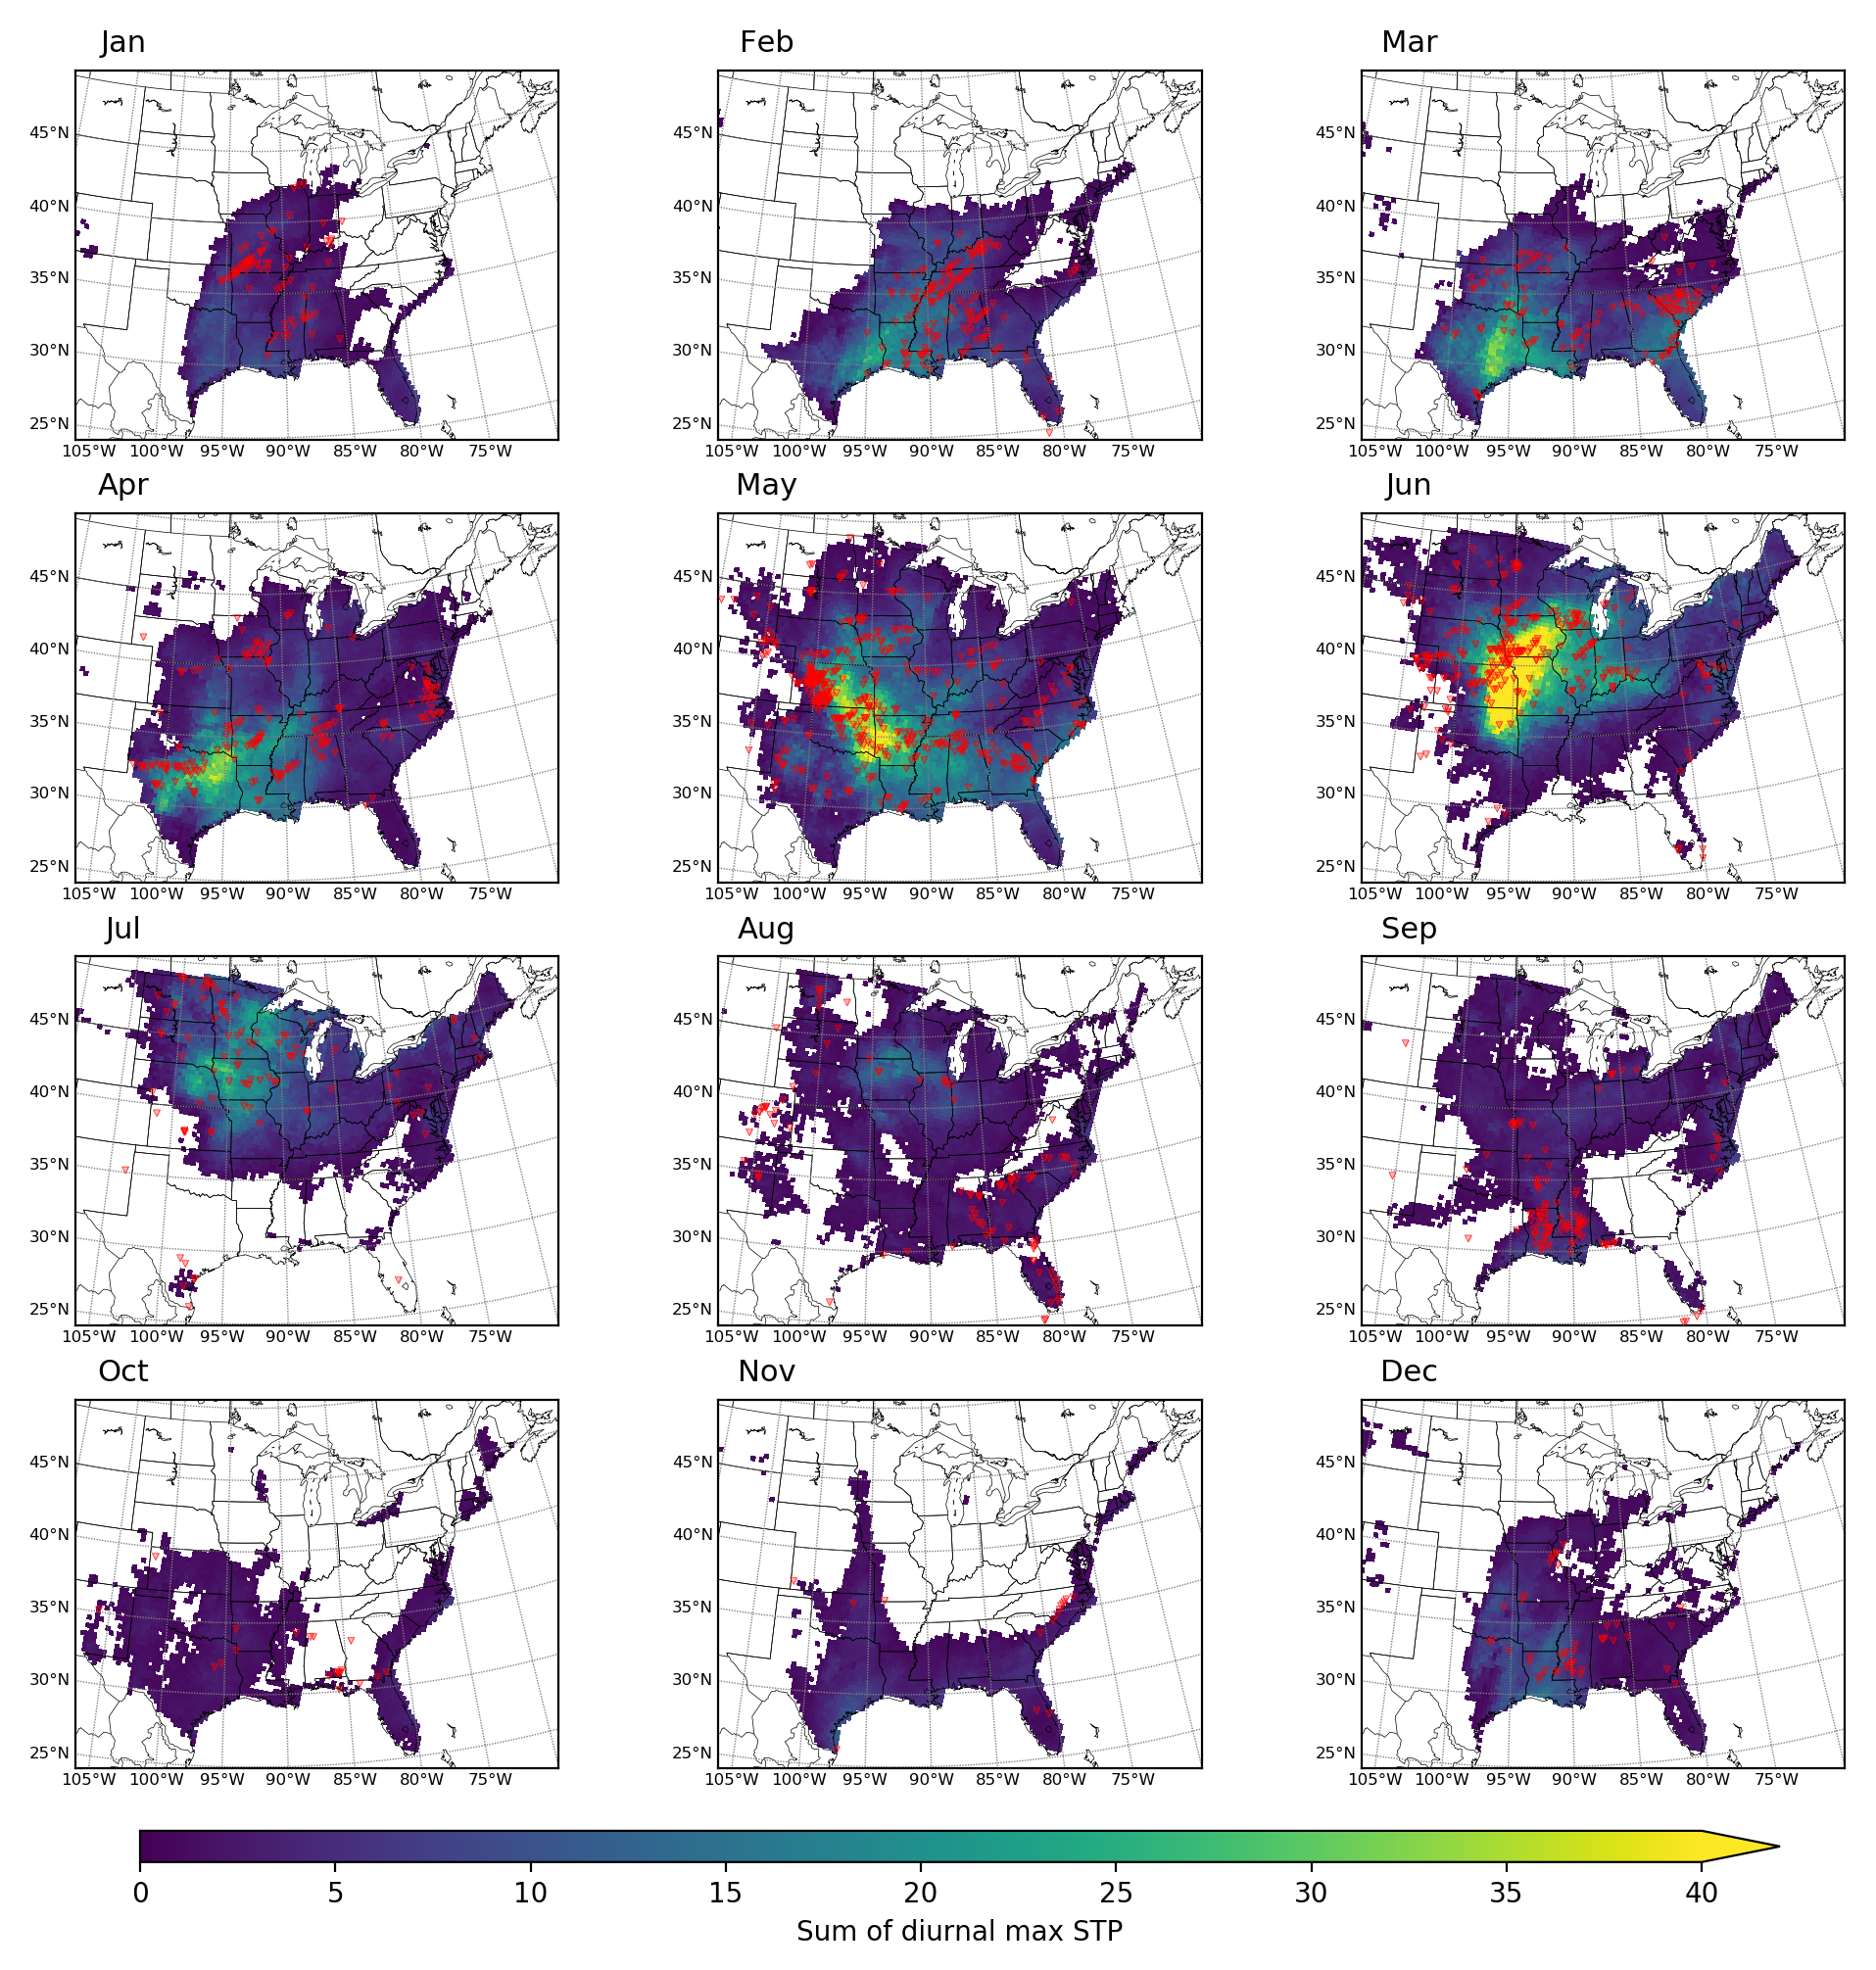 Jan Feb Mar
45°N 45°N 45°N
40°N 40°N 40°N
35°N 35°N 35°N
30°N 30°N 30°N
25°N 25°N 25°N
105°W 100°W 95°W 90°W 85°W 80°W 75°W 105°W 100°W 95°W 90°W 85°W 80°W 75°W 105°W 100°W 95°W 90°W 85°W 80°W 75°W
Apr May Jun
45°N 45°N 45°N
40°N 40°N 40°N
35°N 35°N 35°N
30°N 30°N 30°N
25°N 25°N 25°N
105°W 100°W 95°W 90°W 85°W 80°W 75°W 105°W 100°W 95°W 90°W 85°W 80°W 75°W 105°W 100°W 95°W 90°W 85°W 80°W 75°W
Jul Aug Sep
45°N 45°N 45°N
40°N 40°N 40°N
35°N 35°N 35°N
30°N 30°N 30°N
25°N 25°N 25°N
105°W 100°W 95°W 90°W 85°W 80°W 75°W 105°W 100°W 95°W 90°W 85°W 80°W 75°W 105°W 100°W 95°W 90°W 85°W 80°W 75°W
Oct Nov Dec
45°N 45°N 45°N
40°N 40°N 40°N
35°N 35°N 35°N
30°N 30°N 30°N
25°N 25°N 25°N
105°W 100°W 95°W 90°W 85°W 80°W 75°W 105°W 100°W 95°W 90°W 85°W 80°W 75°W 105°W 100°W 95°W 90°W 85°W 80°W 75°W
0 5 10 15 20 25 30 35 40
Sum of diurnal max STP